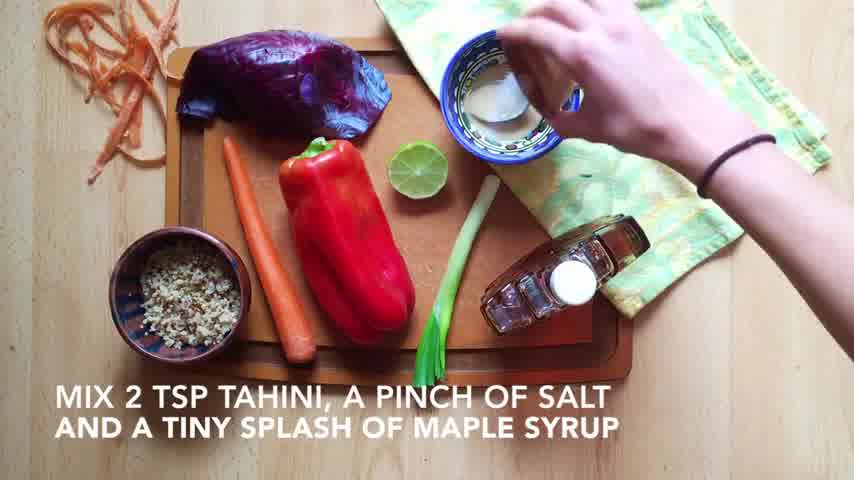 MIX 2 TSP TAHINI, A PINCH OF SALT
AND A TINY SPLASH OF MAPLE SYRUP